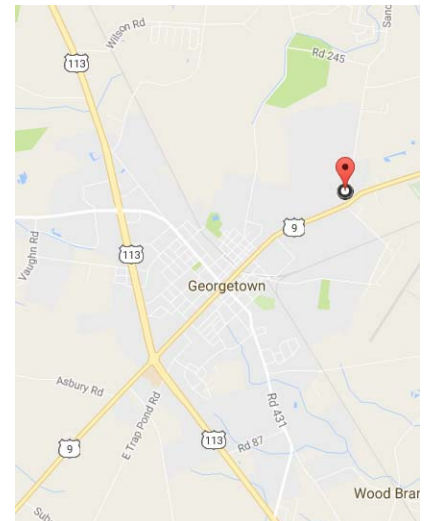 Wilson Rd
113
Rd 245
9
Vaughn Rd
113
Georgetown
Asbury Rd
E Trap Pond Rd
Rd 431
113
Rd 87
9
Wood Bran